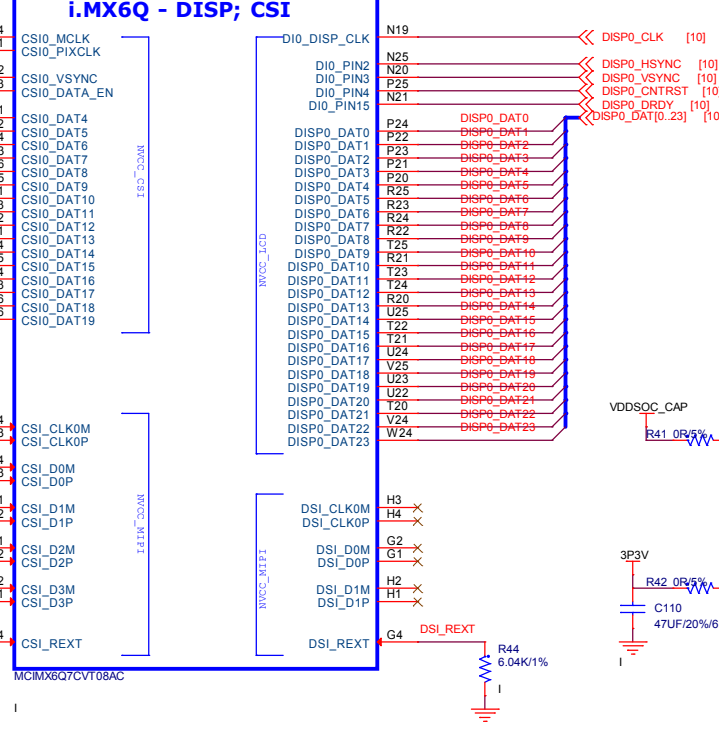 i.MX6Q - DISP; CSI
CSI0_MCLK
CSI0_PIXCLK
CSI0_VSYNC
CSI0_DATA_EN
CSI0_DAT4
CSI0_DAT5
CSI0_DAT6
CSI0_DAT7
CSI0_DAT8
CSI0_DAT9
CSI0_DAT10
CSI0_DAT11
CSI0_DAT12
CSI0_DAT13
CSI0_DAT14
CSI0_DAT15
CSI0_DAT16
CSI0_DAT17
CSI0_DAT18
CSI0_DAT19
NVCC_CSI
CSI_CLK0M
CSI_CLK0P
CSI_D0M
CSI_D0P
CSI_D1M
CSI_D1P
CSI_D2M
CSI_D2P
CSI_D3M
CSI_D3P
CSI_REXT
NVCC_MIPI
MCIMX6Q7CVT08AC
I
NVCC_LCD
DI0_DISP_CLK N19 DISP0_CLK [10]
DI0_PIN2 N25 DISP0_HSYNC [10]
DI0_PIN3 N20 DISP0_VSYNC [10]
DI0_PIN4 P25 DISP0_CNTRST [10
DI0_PIN15 N21 DISP0_DRDY [10]
DISP0_DAT[0..23] [10
DISP0_DAT0 P24 DISP0_DAT0
DISP0_DAT1 P22 DISP0_DAT1
DISP0_DAT2 P23 DISP0_DAT2
DISP0_DAT3 P21 DISP0_DAT3
DISP0_DAT4 P20 DISP0_DAT4
DISP0_DAT5 R25 DISP0_DAT5
DISP0_DAT6 R23 DISP0_DAT6
DISP0_DAT7 R24 DISP0_DAT7
DISP0_DAT8 R22 DISP0_DAT8
DISP0_DAT9 T25 DISP0_DAT9
DISP0_DAT10 R21 DISP0_DAT10
DISP0_DAT11 T23 DISP0_DAT11
DISP0_DAT12 T24 DISP0_DAT12
DISP0_DAT13 R20 DISP0_DAT13
DISP0_DAT14 U25 DISP0_DAT14
DISP0_DAT15 T22 DISP0_DAT15
DISP0_DAT16 T21 DISP0_DAT16
DISP0_DAT17 U24 DISP0_DAT17
DISP0_DAT18 V25 DISP0_DAT18
DISP0_DAT19 U23 DISP0_DAT19
DISP0_DAT20 U22 DISP0_DAT20
DISP0_DAT21 T20 DISP0_DAT21
DISP0_DAT22 V24 DISP0_DAT22
DISP0_DAT23 W24 DISP0_DAT23
NVCC_MIPI
DSI_CLK0M H3
DSI_CLK0P H4
DSI_D0M G2
DSI_D0P G1
DSI_D1M H2
DSI_D1P H1
DSI_REXT G4 DSI_REXT
R44
6.04K/1%
I
VDDSOC_CAP
R41 0R/5%
3P3V
R42 0R/5%
C110
47UF/20%/6
I